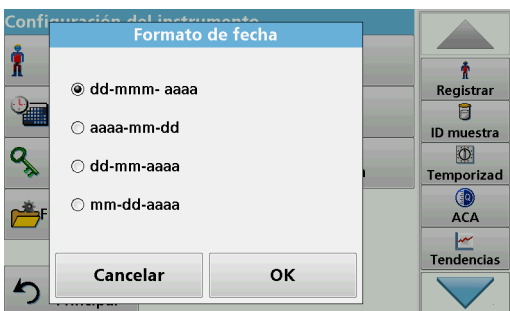 Configuración del instrumento
Formato de fecha
dd-mmm- aaaa
aaaa-mm-dd
dd-mm-aaaa
mm-dd-aaaa
Cancelar
OK
Principal
Registrar
ID muestra
Temporizad
ACA
Tendencias